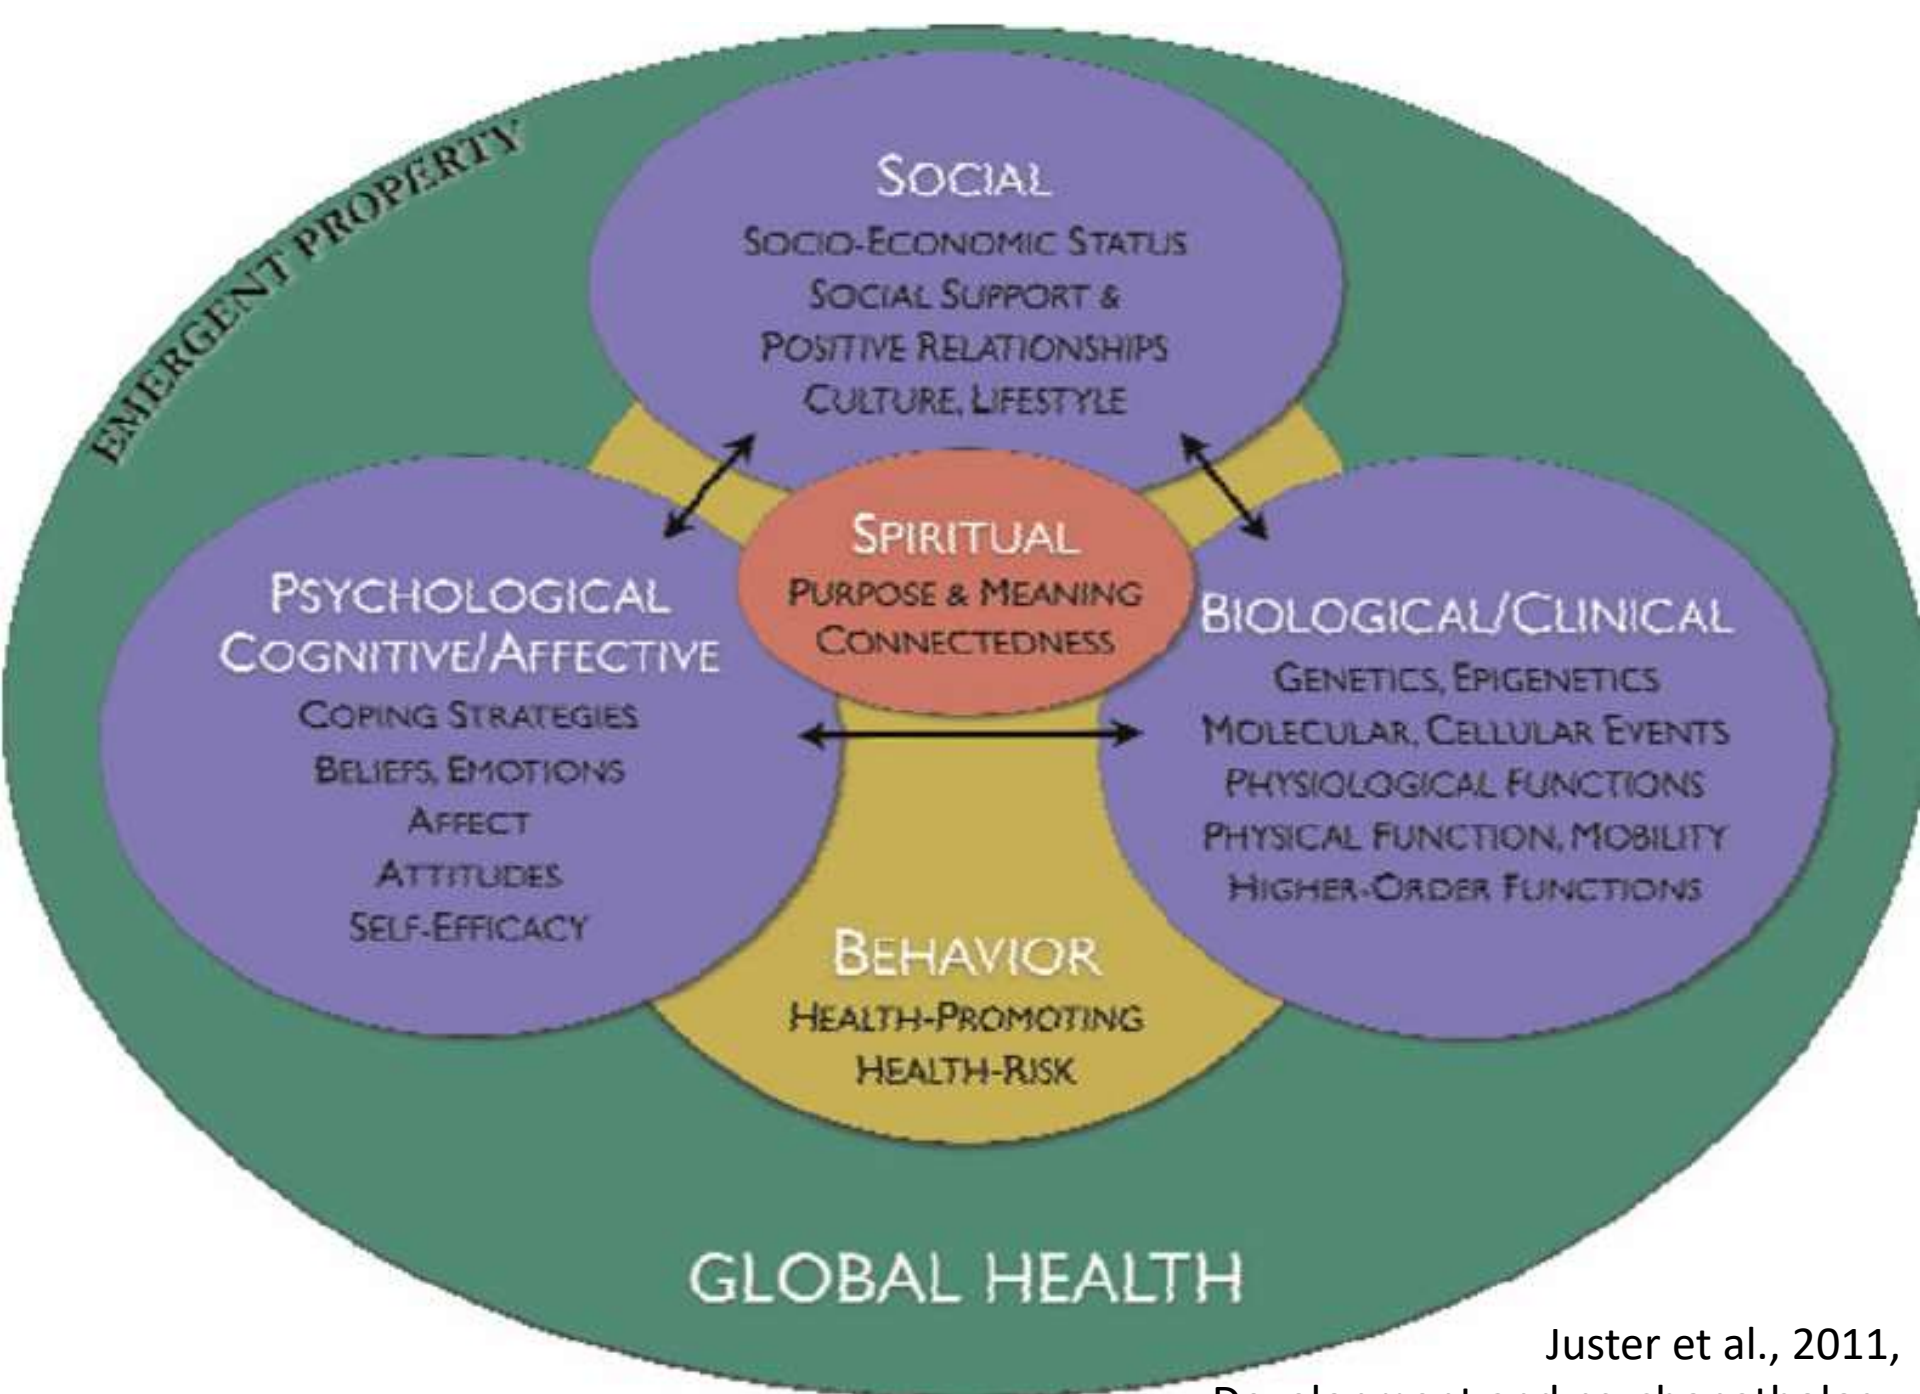 EMERGENT PROPERTY
SOCIAL
SOCIO-ECONOMIC STATUS
SOCIAL SUPPORT &
POSITIVE RELATIONSHIPS
CULTURE, LIFESTYLE
SPIRITUAL
PURPOSE & MEANING
CONNECTEDNESS
PSYCHOLOGICAL
COGNITIVE/AFFECTIVE
COPING STRATEGIES
BELIEFS, EMOTIONS
AFFECT
ATTITUDES
SELF-EFFICACY
BIOLOGICAL/CLINICAL
GENETICS, EPIGENETICS
MOLECULAR, CELLULAR EVENTS
PHYSIOLOGICAL FUNCTIONS
PHYSICAL FUNCTION, MOBILITY
HIGHER-ORDER FUNCTIONS
BEHAVIOR
HEALTH-PROMOTING
HEALTH-RISK
GLOBAL HEALTH
Juster et al., 2011,